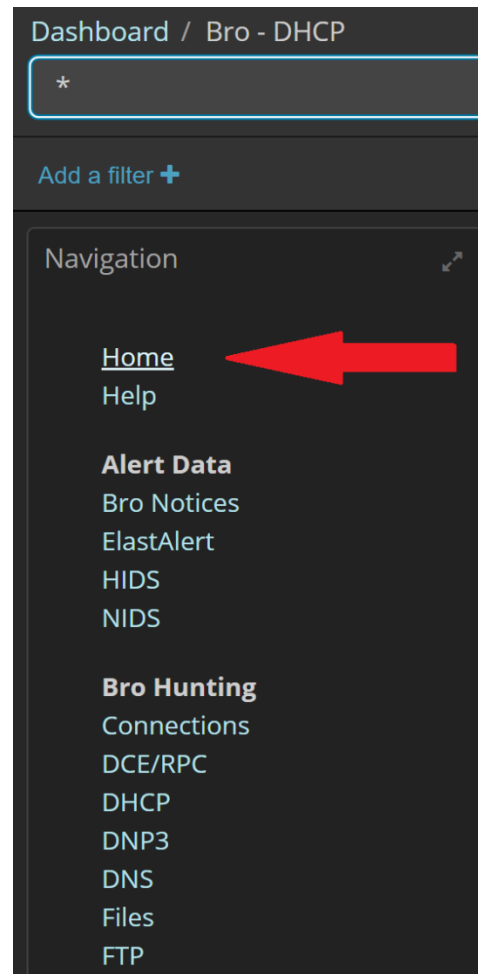 Dashboard / Bro - DHCP
*
Add a filter +
Navigation
Home
Help
Alert Data
Bro Notices
ElastAlert
HIDS
NIDS
Bro Hunting
Connections
DCE/RPC
DHCP
DNP3
DNS
Files
FTP